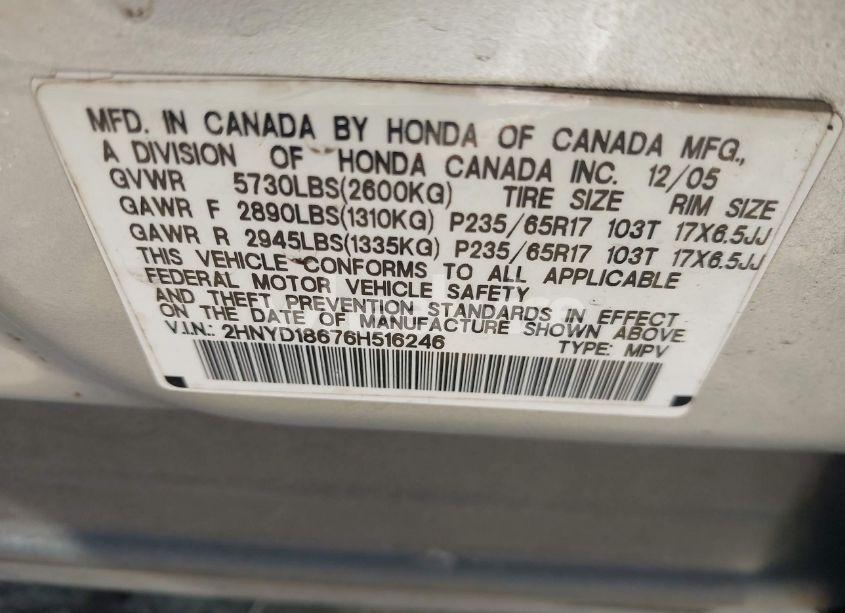 MFD. IN CANADA BY HONDA OF CANADA MFG.,
A DIVISION OF HONDA CANADA INC. 12/05
GVWR 5730LBS(2600KG) TIRE SIZE RIM SIZE
GAWR F 2890LBS(1310KG) P235/65R17 103T 17X6.5JJ
GAWR R 2945LBS(1335KG) P235/65R17 103T 17X6.5JJ
THIS VEHICLE CONFORMS TO ALL APPLICABLE
FEDERAL MOTOR VEHICLE SAFETY
AND THEFT PREVENTION STANDARDS IN EFFECT
ON THE DATE OF MANUFACTURE SHOWN ABOVE.
V.I.N.: 2HNYD18676H516246 TYPE: MPV